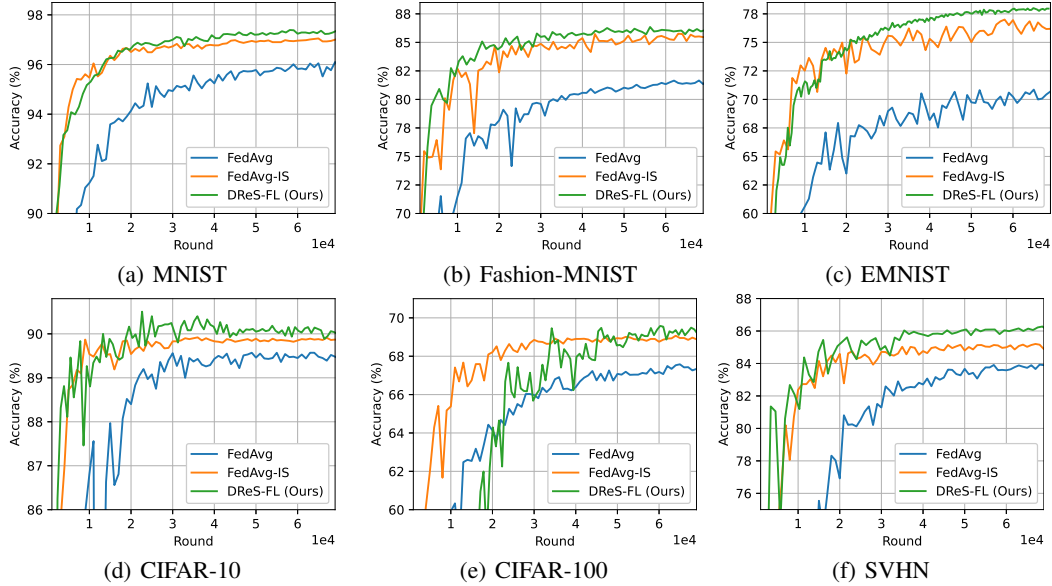 98
96
94
92
90
Accuracy (%)
FedAvg
FedAvg-IS
DReS-FL (Ours)
1 2 3 4 5 6
Round
1e4
(a) MNIST
88
85
82
80
78
75
72
70
Accuracy (%)
FedAvg
FedAvg-IS
DReS-FL (Ours)
1 2 3 4 5 6
Round
1e4
(b) Fashion-MNIST
78
75
72
70
68
65
62
60
Accuracy (%)
FedAvg
FedAvg-IS
DReS-FL (Ours)
1 2 3 4 5 6
Round
1e4
(c) EMNIST
90
89
88
87
86
Accuracy (%)
FedAvg
FedAvg-IS
DReS-FL (Ours)
1 2 3 4 5 6
Round
1e4
(d) CIFAR-10
70
68
66
64
62
60
Accuracy (%)
FedAvg
FedAvg-IS
DReS-FL (Ours)
1 2 3 4 5 6
Round
1e4
(e) CIFAR-100
88
86
84
82
80
78
76
Accuracy (%)
FedAvg
FedAvg-IS
DReS-FL (Ours)
1 2 3 4 5 6
Round
1e4
(f) SVHN